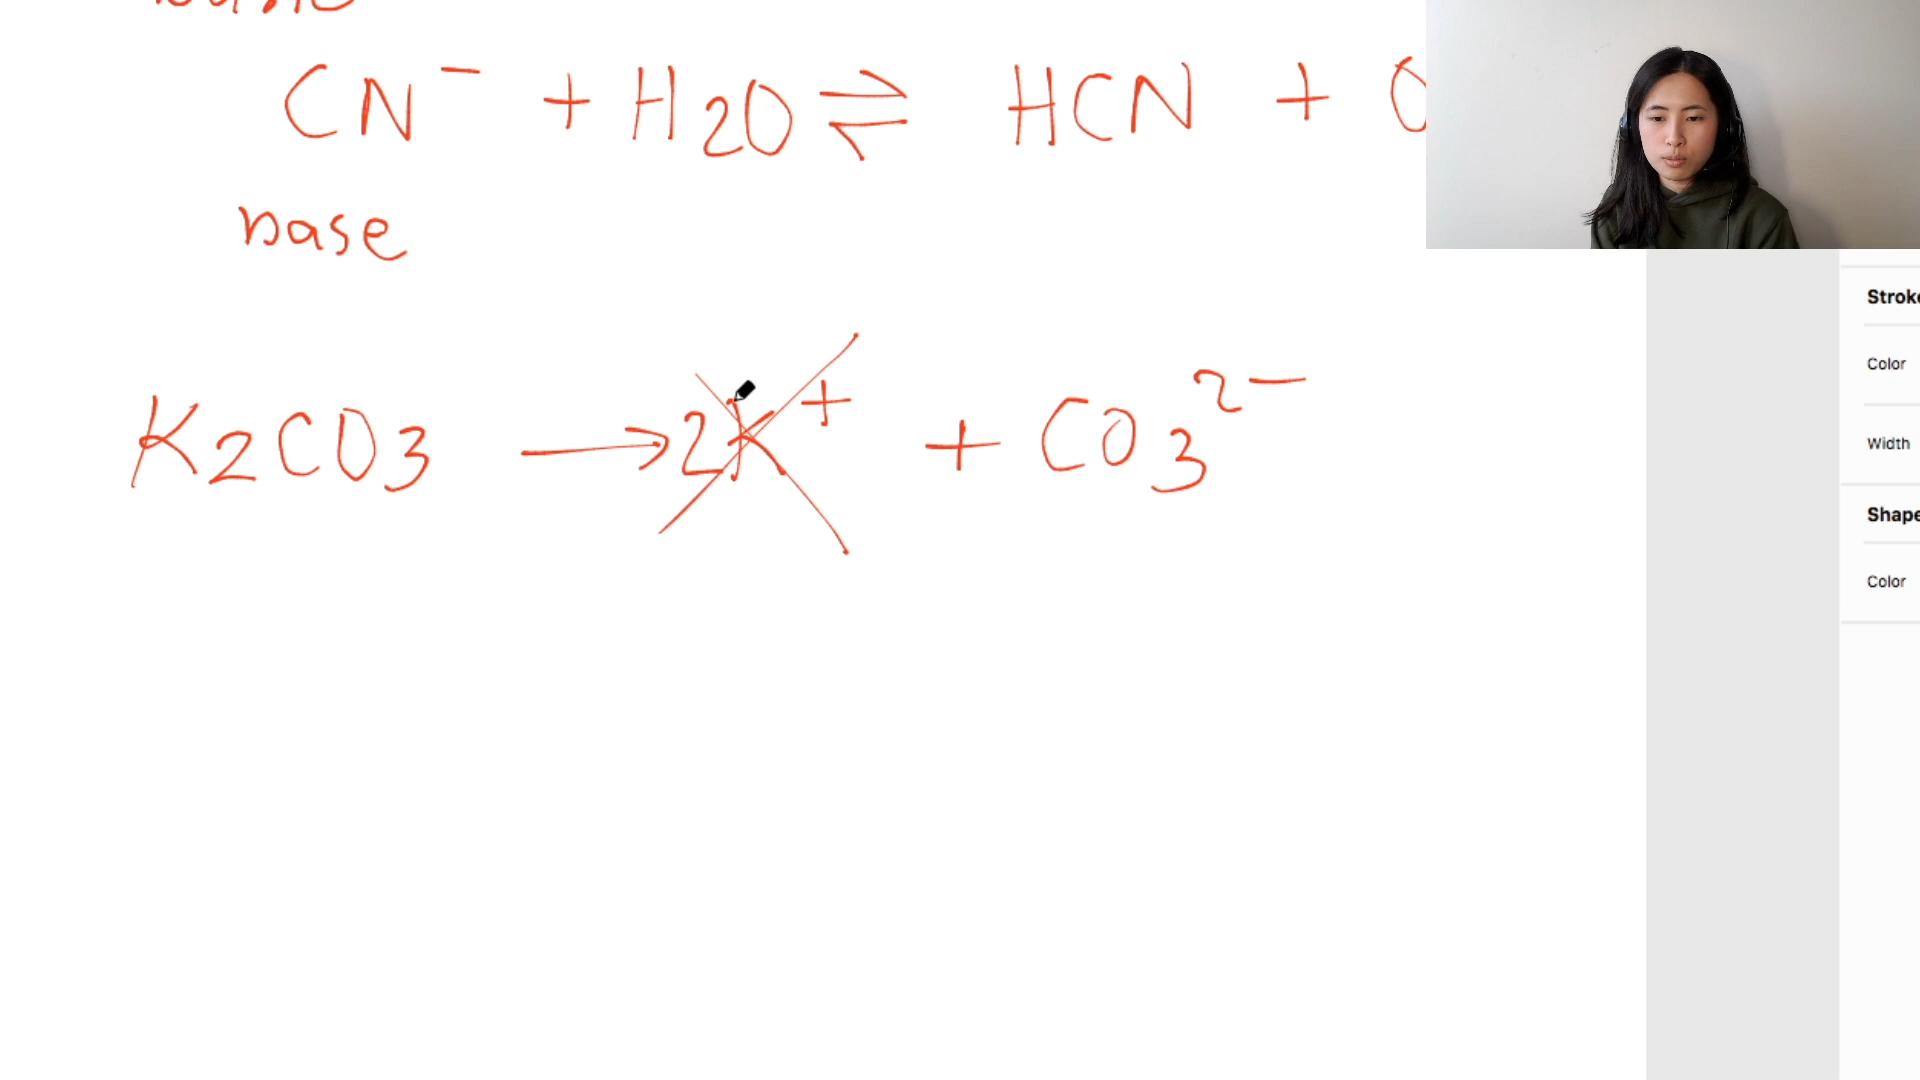 CN⁻ + H2O ⇌ HCN + O
base
K2CO3 → 2K⁺ + CO3²⁻
Stroke
Color
Width
Shape
Color